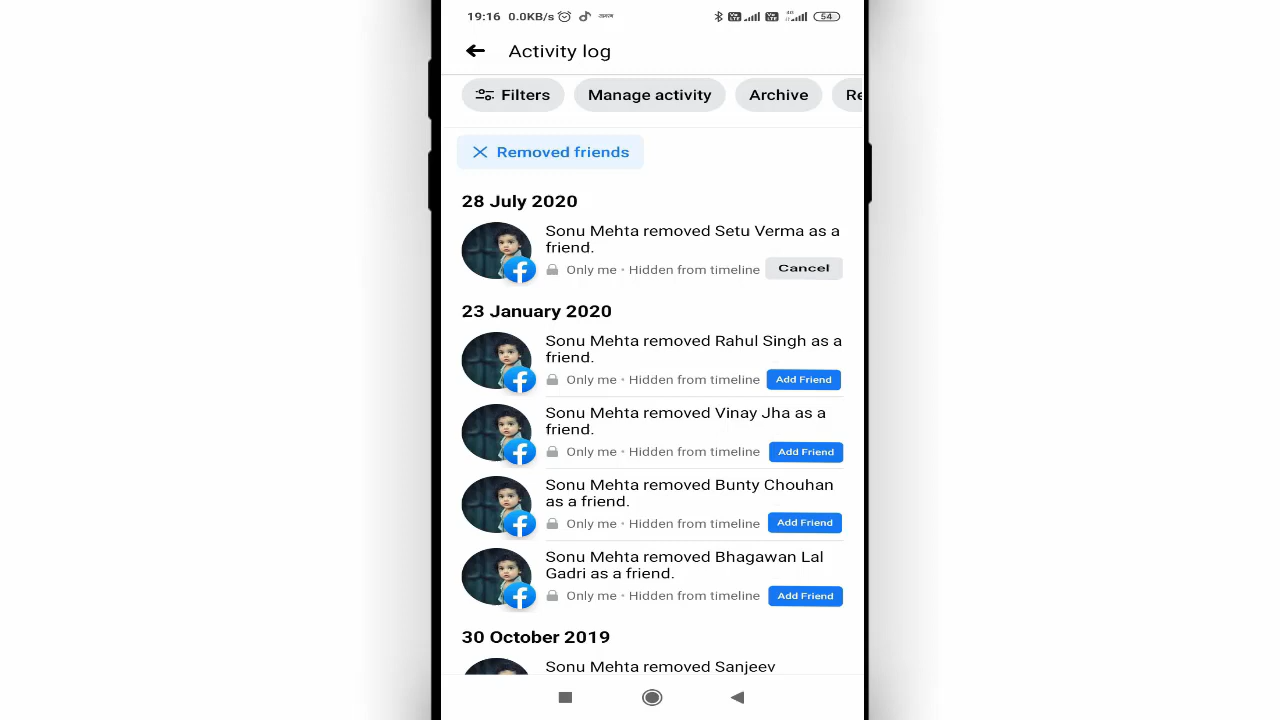 19:16 0.0KB/s 54
Activity log
Filters Manage activity Archive Re
Removed friends
28 July 2020
Sonu Mehta removed Setu Verma as a
friend.
Only me • Hidden from timeline Cancel
23 January 2020
Sonu Mehta removed Rahul Singh as a
friend.
Only me • Hidden from timeline Add Friend
Sonu Mehta removed Vinay Jha as a
friend.
Only me • Hidden from timeline Add Friend
Sonu Mehta removed Bunty Chouhan
as a friend.
Only me • Hidden from timeline Add Friend
Sonu Mehta removed Bhagawan Lal
Gadri as a friend.
Only me • Hidden from timeline Add Friend
30 October 2019
Sonu Mehta removed Sanjeev